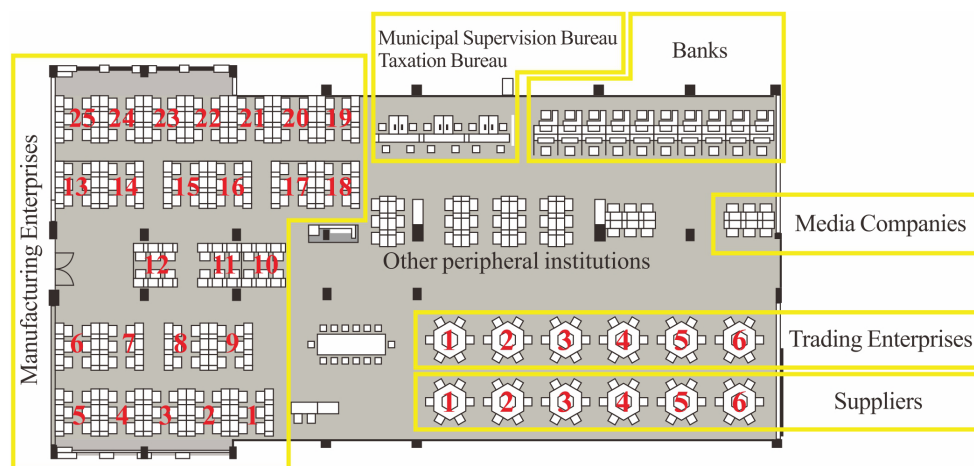 Municipal Supervision Bureau
Taxation Bureau
Banks
Manufacturing Enterprises
25 24 23 22 21 20 19
13 14 15 16 17 18
Media Companies
12 11 10
Other peripheral institutions
6 7 8 9
1 2 3 4 5 6
Trading Enterprises
5 4 3 2 1
1 2 3 4 5 6
Suppliers